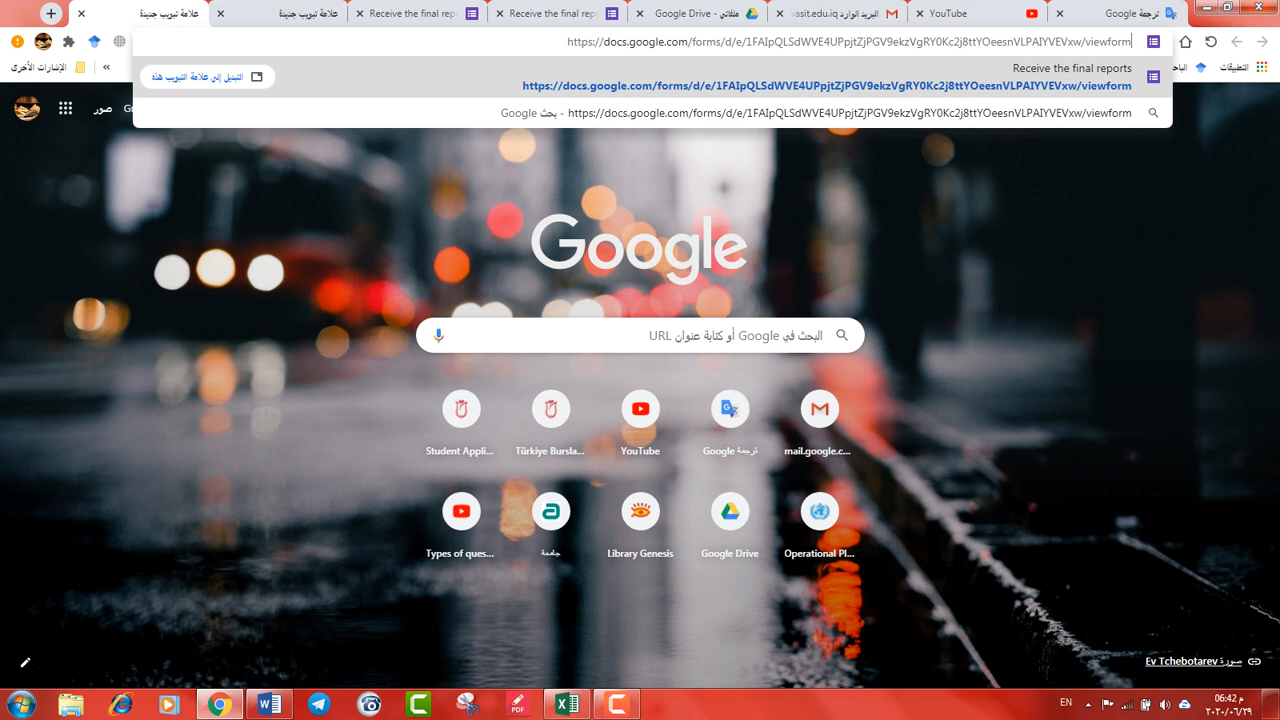 ترجمة Google
YouTube
البريد الوارد
vasit.edu.iq
ملفاتي - Google Drive
Receive the final rep
Receive the final reports
علامة تبويب جديدة
علامة تبويب جديدة
https://docs.google.com/forms/d/e/1FAIpQLSdWVE4UPpjtZjPGV9ekzVgRY0Kc2j8ttYOeesnVLPAIYVEVxw/viewform
التطبيقات
الباح
»
الإشارات الأخرى
Receive the final reports
https://docs.google.com/forms/d/e/1FAIpQLSdWVE4UPpjtZjPGV9ekzVgRY0Kc2j8ttYOeesnVLPAIYVEVxw/viewform
التبديل إلى علامة التبويب هذه
https://docs.google.com/forms/d/e/1FAIpQLSdWVE4UPpjtZjPGV9ekzVgRY0Kc2j8ttYOeesnVLPAIYVEVxw/viewform - بحث Google
صور
Google
البحث في Google أو كتابة عنوان URL
Student Appli...
Türkiye Bursla...
YouTube
ترجمة Google
mail.google.c...
Types of ques...
جامعة
Library Genesis
Google Drive
Operational Pl...
صورة Ev Tchebotarev
PDF
EN
06:42 م
٢٠٢٠/٠٦/٢٩